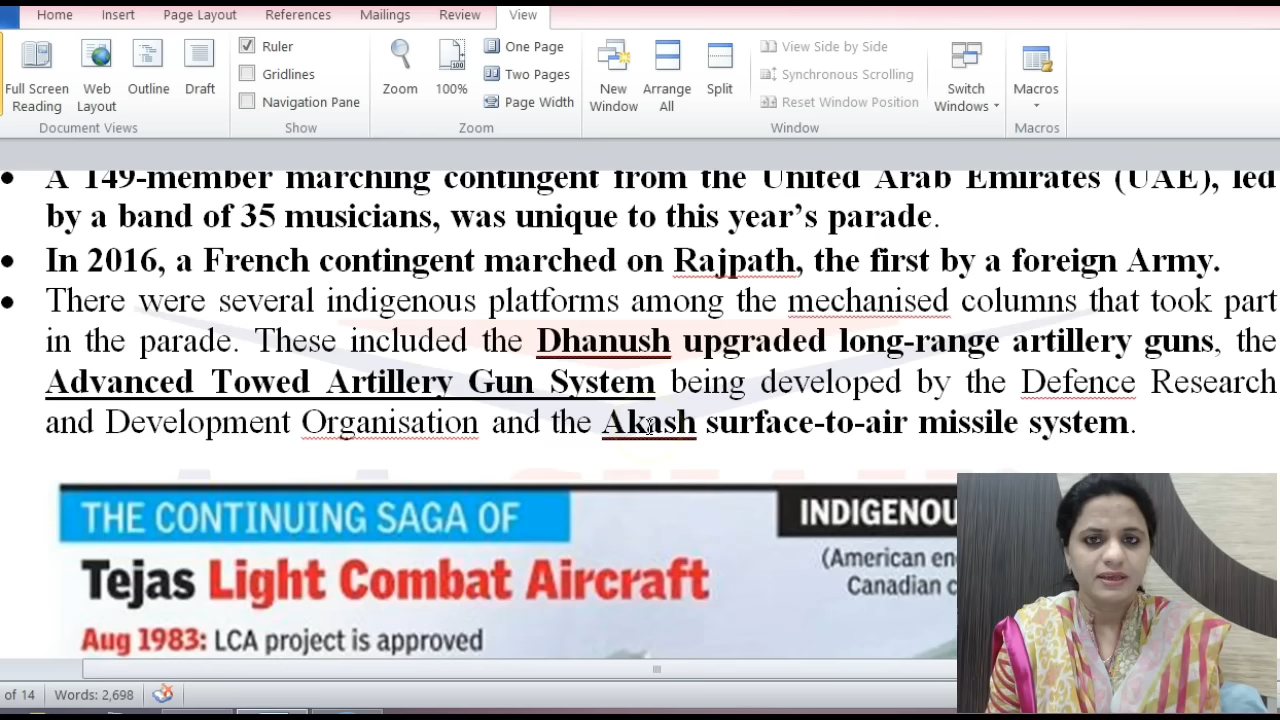 Home Insert Page Layout References Mailings Review View
Full Screen Reading
Web Layout
Outline
Draft
Document Views
Ruler
Gridlines
Navigation Pane
Show
Zoom
100%
One Page
Two Pages
Page Width
Zoom
New Window
Arrange All
Split
View Side by Side
Synchronous Scrolling
Reset Window Position
Window
Switch Windows
Macros
Macros
• A 149-member marching contingent from the United Arab Emirates (UAE), led
by a band of 35 musicians, was unique to this year’s parade.
• In 2016, a French contingent marched on Rajpath, the first by a foreign Army.
• There were several indigenous platforms among the mechanised columns that took part
in the parade. These included the Dhanush upgraded long-range artillery guns, the
Advanced Towed Artillery Gun System being developed by the Defence Research
and Development Organisation and the Akash surface-to-air missile system.
THE CONTINUING SAGA OF
Tejas Light Combat Aircraft
Aug 1983: LCA project is approved
INDIGENOU
(American en
Canadian c
of 14 Words: 2,698